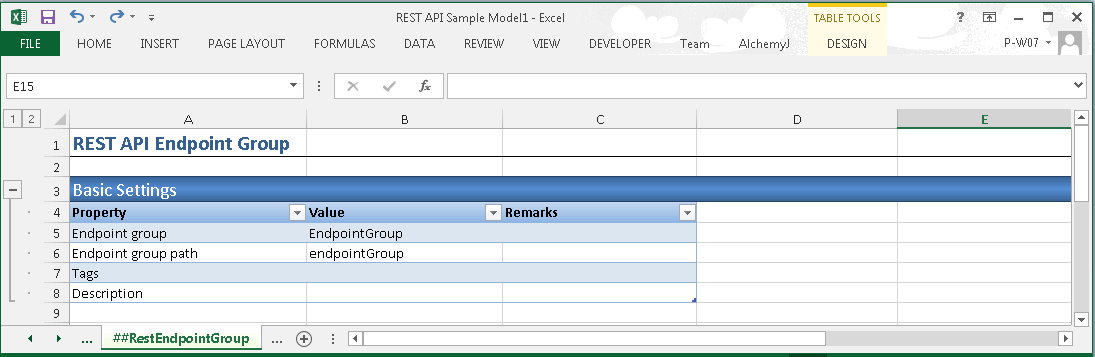 REST API Sample Model1 - Excel
TABLE TOOLS
?
FILE HOME INSERT PAGE LAYOUT FORMULAS DATA REVIEW VIEW DEVELOPER Team AlchemyJ DESIGN P-W07
E15 fx
1 2 A B C D E
1 REST API Endpoint Group
2
3 Basic Settings
4 Property Value Remarks
5 Endpoint group EndpointGroup
6 Endpoint group path endpointGroup
7 Tags
8 Description
9
... ##RestEndpointGroup ...